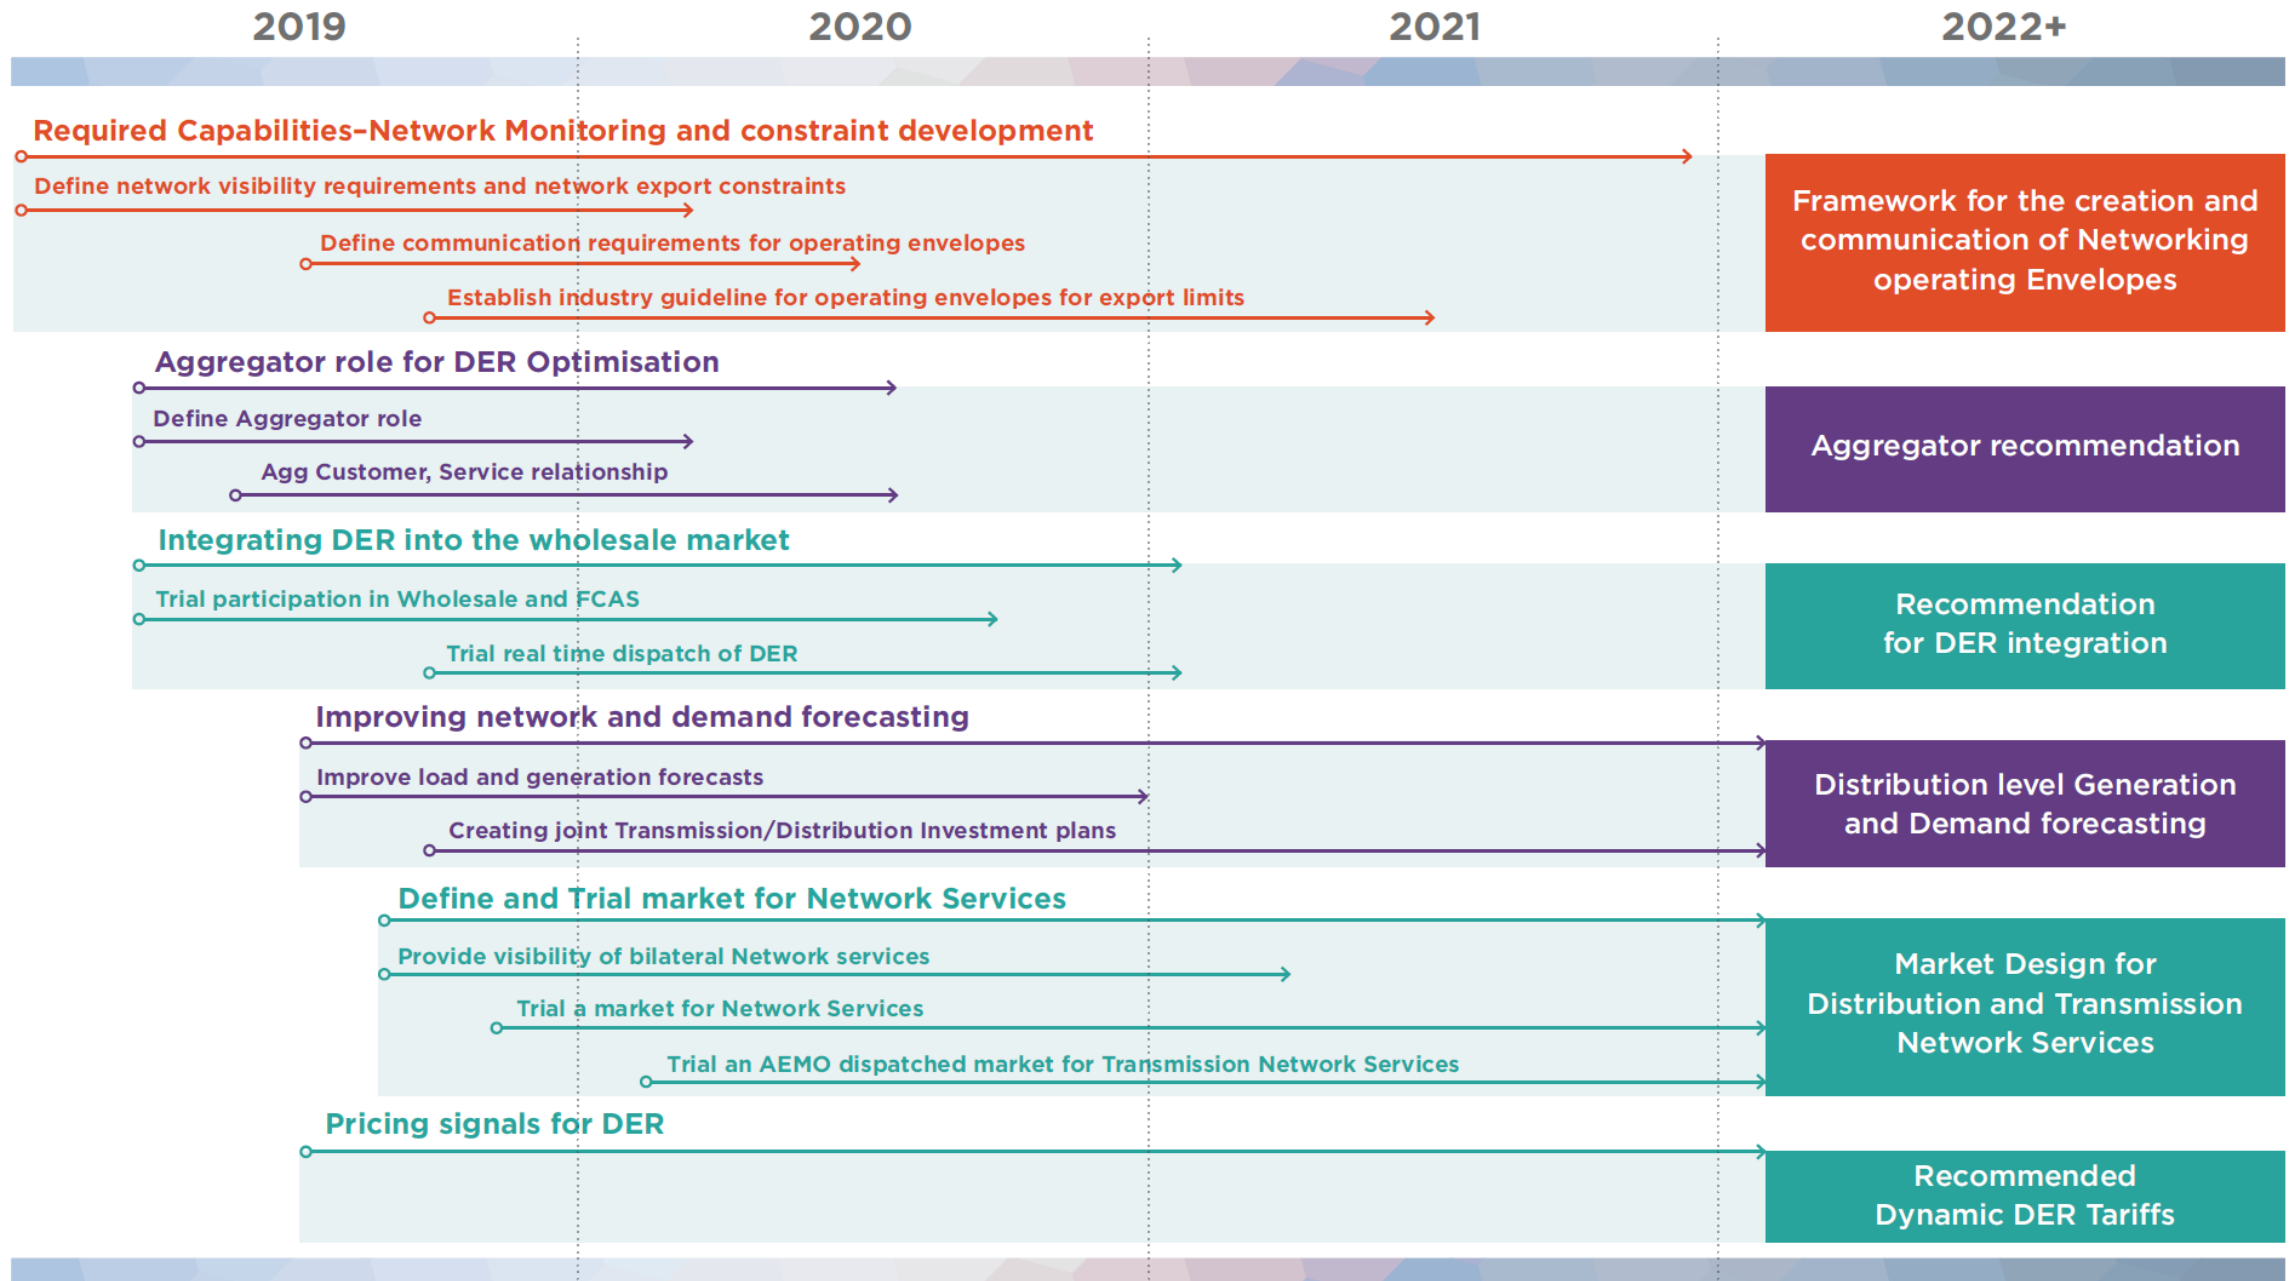 2019 2020 2021 2022+
Required Capabilities–Network Monitoring and constraint development
Define network visibility requirements and network export constraints
Define communication requirements for operating envelopes
Establish industry guideline for operating envelopes for export limits
Framework for the creation and
communication of Networking
operating Envelopes
Aggregator role for DER Optimisation
Define Aggregator role
Agg Customer, Service relationship
Aggregator recommendation
Integrating DER into the wholesale market
Trial participation in Wholesale and FCAS
Trial real time dispatch of DER
Recommendation
for DER integration
Improving network and demand forecasting
Improve load and generation forecasts
Creating joint Transmission/Distribution Investment plans
Distribution level Generation
and Demand forecasting
Define and Trial market for Network Services
Provide visibility of bilateral Network services
Trial a market for Network Services
Trial an AEMO dispatched market for Transmission Network Services
Market Design for
Distribution and Transmission
Network Services
Pricing signals for DER
Recommended
Dynamic DER Tariffs